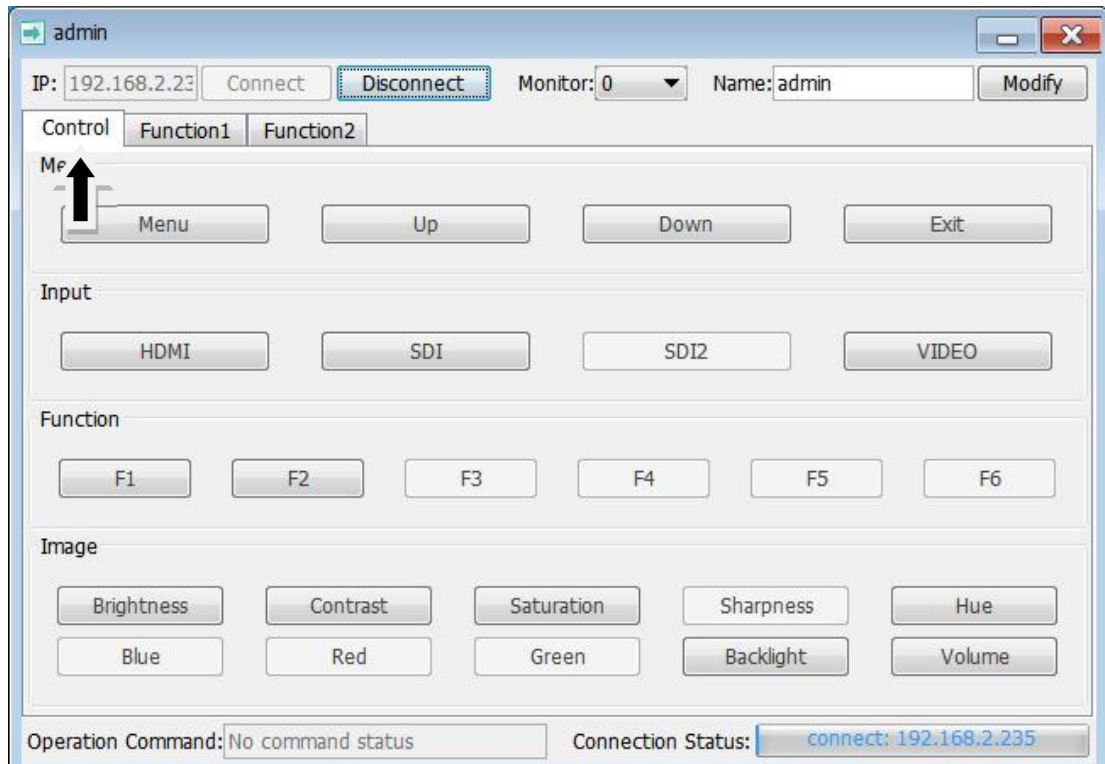 admin
IP: 192.168.2.23 Connect Disconnect Monitor: 0 Name: admin Modify
Control Function1 Function2
Menu Up Down Exit
Input
HDMI SDI SDI2 VIDEO
Function
F1 F2 F3 F4 F5 F6
Image
Brightness Contrast Saturation Sharpness Hue
Blue Red Green Backlight Volume
Operation Command: No command status Connection Status: connect: 192.168.2.235